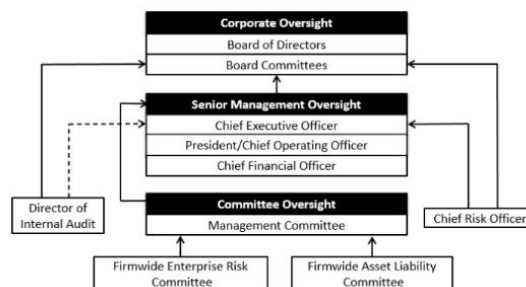 Corporate Oversight
Board of Directors
Board Committees
Senior Management Oversight
Chief Executive Officer
President/Chief Operating Officer
Chief Financial Officer
Committee Oversight
Management Committee
Director of
Internal Audit
Chief Risk Officer
Firmwide Enterprise Risk
Committee
Firmwide Asset Liability
Committee